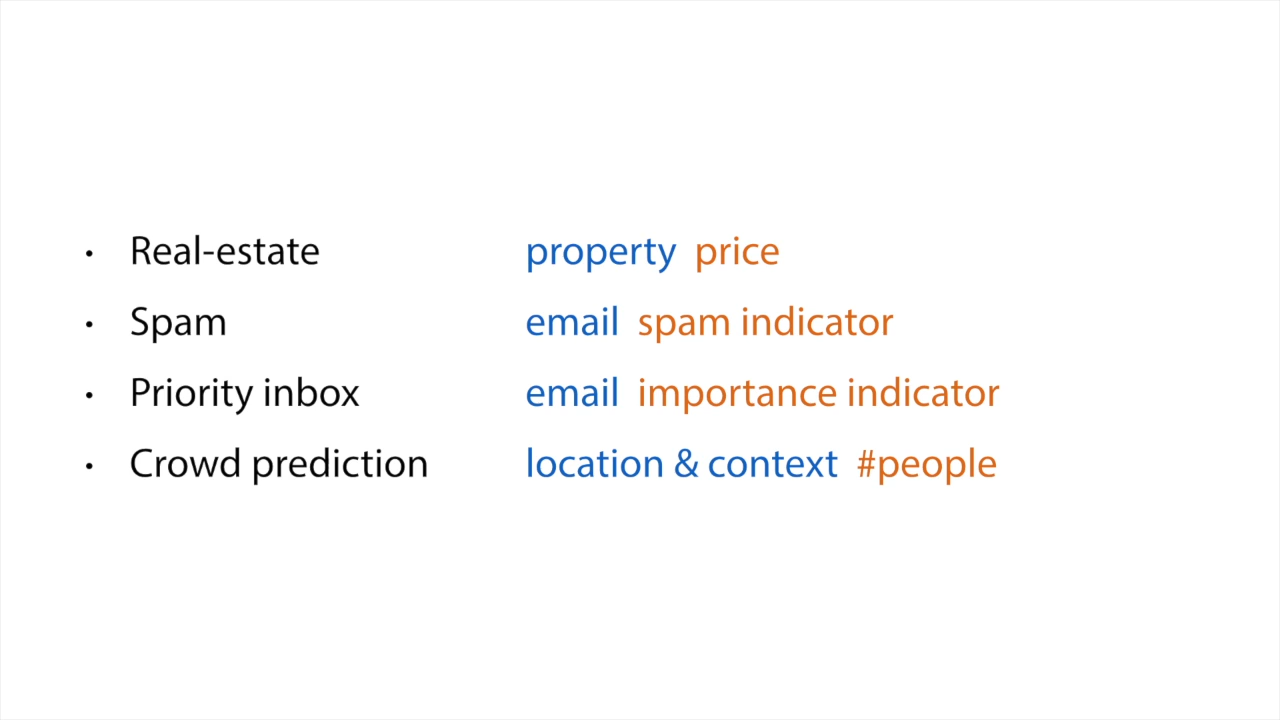 • Real-estate property price
• Spam email spam indicator
• Priority inbox email importance indicator
• Crowd prediction location & context #people